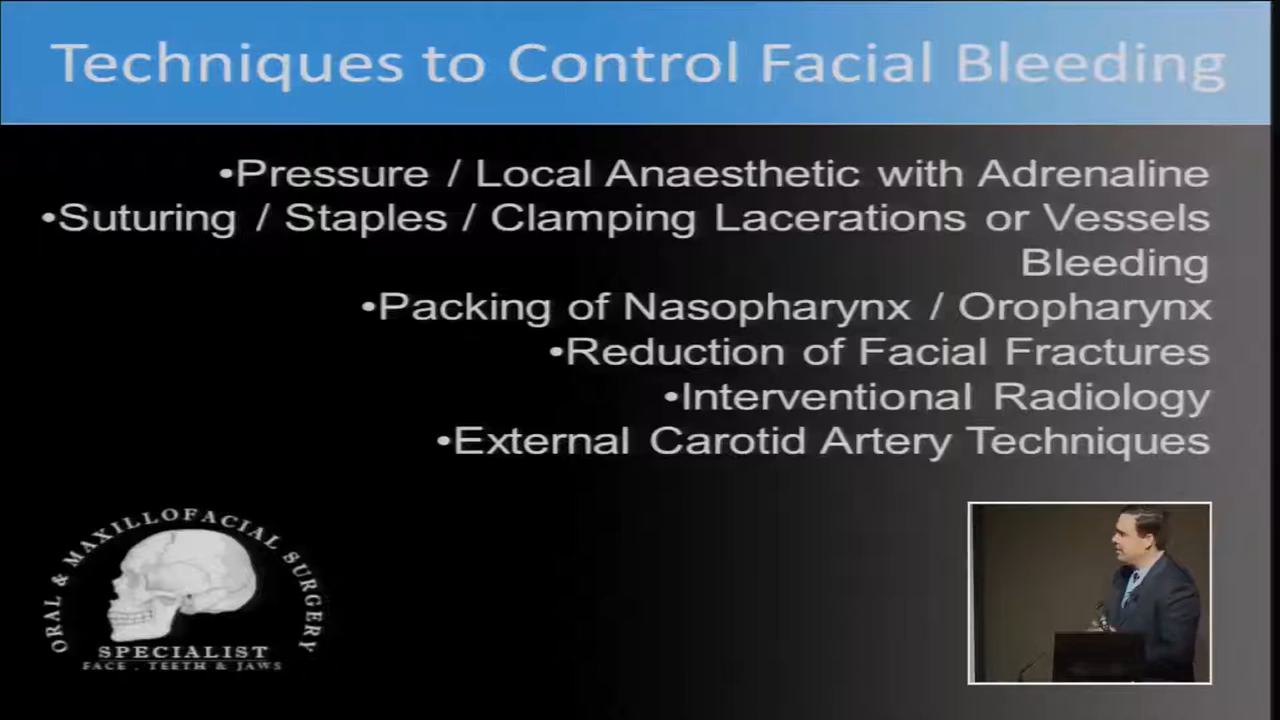 Techniques to Control Facial Bleeding
•Pressure / Local Anaesthetic with Adrenaline
•Suturing / Staples / Clamping Lacerations or Vessels
Bleeding
•Packing of Nasopharynx / Oropharynx
•Reduction of Facial Fractures
•Interventional Radiology
•External Carotid Artery Techniques
ORAL & MAXILLOFACIAL SURGERY
SPECIALIST
FACE . TEETH & JAWS